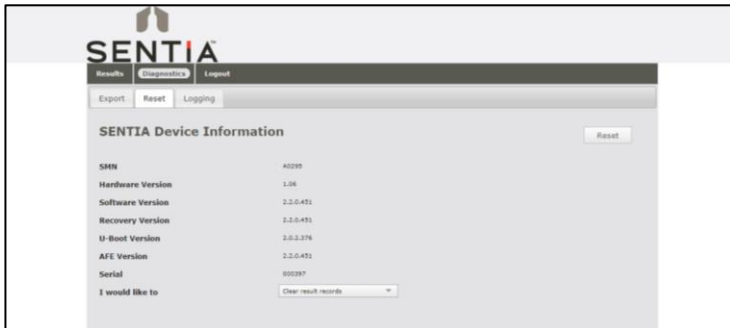 SENTIA™
Results Diagnostics Logout
Export Reset Logging
SENTIA Device Information Reset
SMN A0295
Hardware Version 1.06
Software Version 2.2.0.451
Recovery Version 2.2.0.451
U-Boot Version 2.0.2.376
AFE Version 2.2.0.451
Serial 000397
I would like to Clear result records